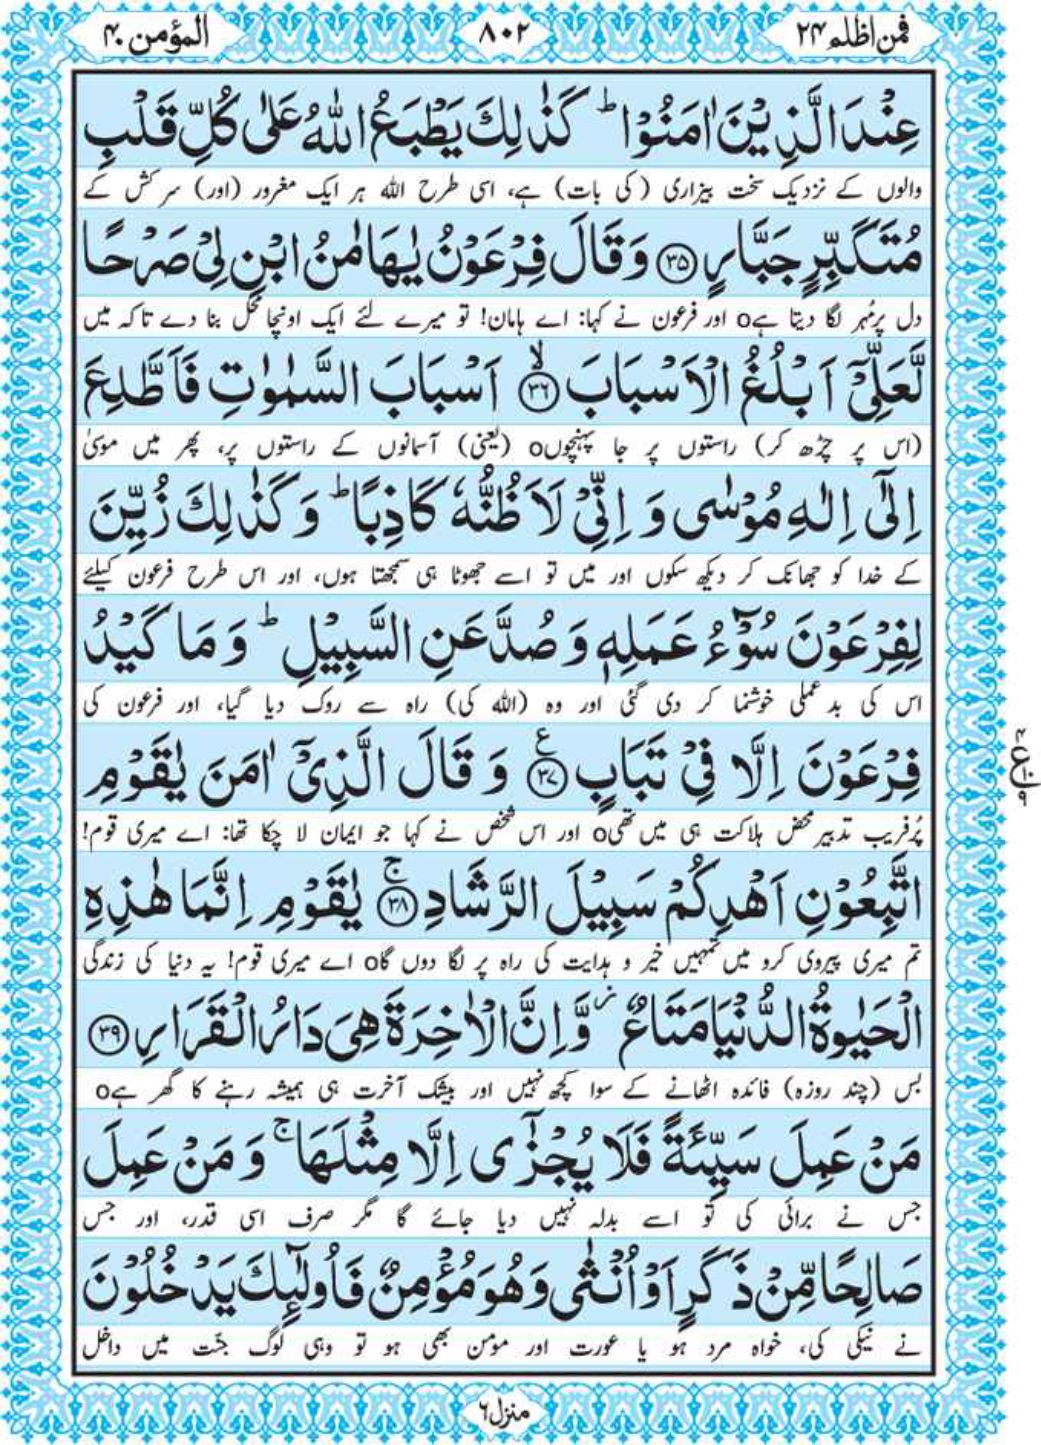 فمن اظلم ۲۴
۸۰۲
المؤمن ۴۰
عِنْدَ الَّذِیْنَ اٰمَنُوْا ؕ كَذٰلِكَ یَطْبَعُ اللّٰهُ عَلٰی كُلِّ قَلْبِ
والوں کے نزدیک سخت بیزاری (کی بات) ہے، اسی طرح اللہ ہر ایک مغرور (اور) سرکش کے
مُتَكَبِّرٍ جَبَّارٍ ﴿۳۵﴾ وَ قَالَ فِرْعَوْنُ یٰهَامٰنُ ابْنِ لِیْ صَرْحًا
دل پر مُہر لگا دیتا ہےo اور فرعون نے کہا: اے ہامان! تو میرے لئے ایک اونچا محل بنا دے تاکہ میں
لَّعَلِّیْۤ اَبْلُغُ الْاَسْبَابَ ﴿ۙ۳۶﴾ اَسْبَابَ السَّمٰوٰتِ فَاَطَّلِعَ
(اس پر چڑھ کر) راستوں پر جا پہنچوںo (یعنی) آسمانوں کے راستوں پر، پھر میں موسیٰ
اِلٰۤی اِلٰهِ مُوْسٰی وَ اِنِّیْ لَاَظُنُّهٗ كَاذِبًا ؕ وَ كَذٰلِكَ زُیِّنَ
کے خدا کو جھانک کر دیکھ سکوں اور میں تو اسے جھوٹا ہی سمجھتا ہوں، اور اس طرح فرعون کیلئے
لِفِرْعَوْنَ سُوْٓءُ عَمَلِهٖ وَ صُدَّ عَنِ السَّبِیْلِ ؕ وَ مَا كَیْدُ
اس کی بد عملی خوشنما کر دی گئی اور وہ (اللہ کی) راہ سے روک دیا گیا، اور فرعون کی
فِرْعَوْنَ اِلَّا فِیْ تَبَابٍ ﴿۳۷﴾ ع وَ قَالَ الَّذِیْۤ اٰمَنَ یٰقَوْمِ
پُرفریب تدبیر محض ہلاکت ہی میں تھیo اور اس شخص نے کہا جو ایمان لا چکا تھا: اے میری قوم!
اتَّبِعُوْنِ اَهْدِكُمْ سَبِیْلَ الرَّشَادِ ﴿ۚ۳۸﴾ یٰقَوْمِ اِنَّمَا هٰذِهِ
تم میری پیروی کرو میں تمہیں خیر و ہدایت کی راہ پر لگا دوں گاo اے میری قوم! یہ دنیا کی زندگی
الْحَیٰوةُ الدُّنْیَا مَتَاعٌ ؗ وَّ اِنَّ الْاٰخِرَةَ هِیَ دَارُ الْقَرَارِ ﴿۳۹﴾
بس (چند روزہ) فائدہ اٹھانے کے سوا کچھ نہیں اور بیشک آخرت ہی ہمیشہ رہنے کا گھر ہےo
مَنْ عَمِلَ سَیِّئَةً فَلَا یُجْزٰۤی اِلَّا مِثْلَهَا ۚ وَ مَنْ عَمِلَ
جس نے برائی کی تو اسے بدلہ نہیں دیا جائے گا مگر صرف اسی قدر، اور جس
صَالِحًا مِّنْ ذَكَرٍ اَوْ اُنْثٰی وَ هُوَ مُؤْمِنٌ فَاُولٰٓئِكَ یَدْخُلُوْنَ
نے نیکی کی، خواہ مرد ہو یا عورت اور مومن بھی ہو تو وہی لوگ جنّت میں داخل
منزل ۶